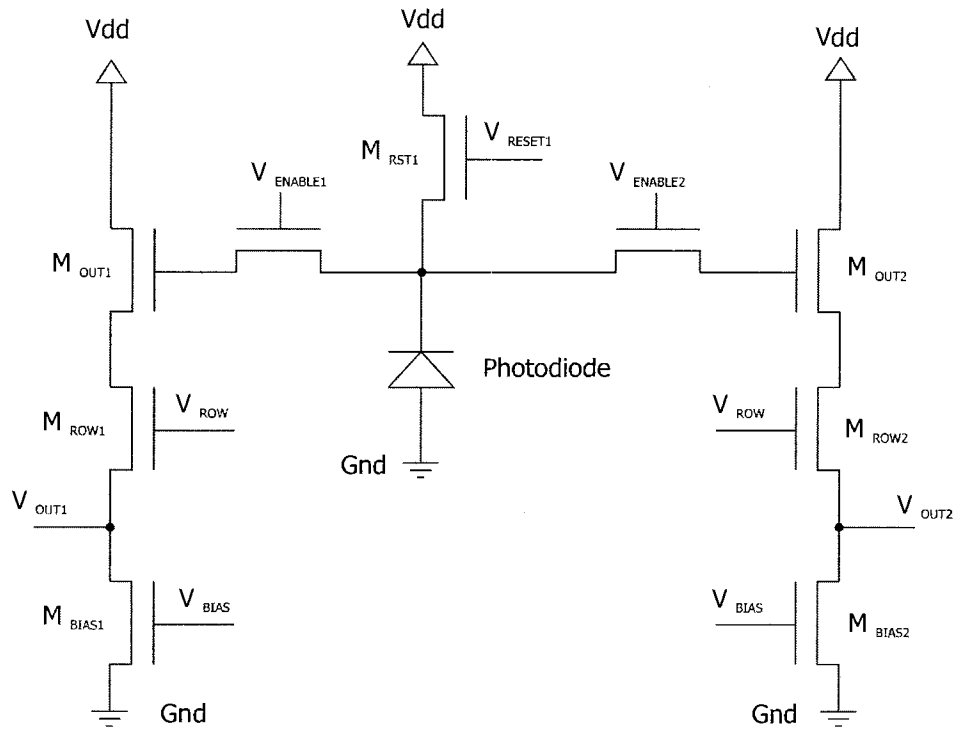 Vdd
Vdd
Vdd
M RST1
V RESET1
V ENABLE1
V ENABLE2
M OUT1
M OUT2
Photodiode
M ROW1
V ROW
V ROW
M ROW2
Gnd
V OUT1
V OUT2
M BIAS1
V BIAS
V BIAS
M BIAS2
Gnd
Gnd